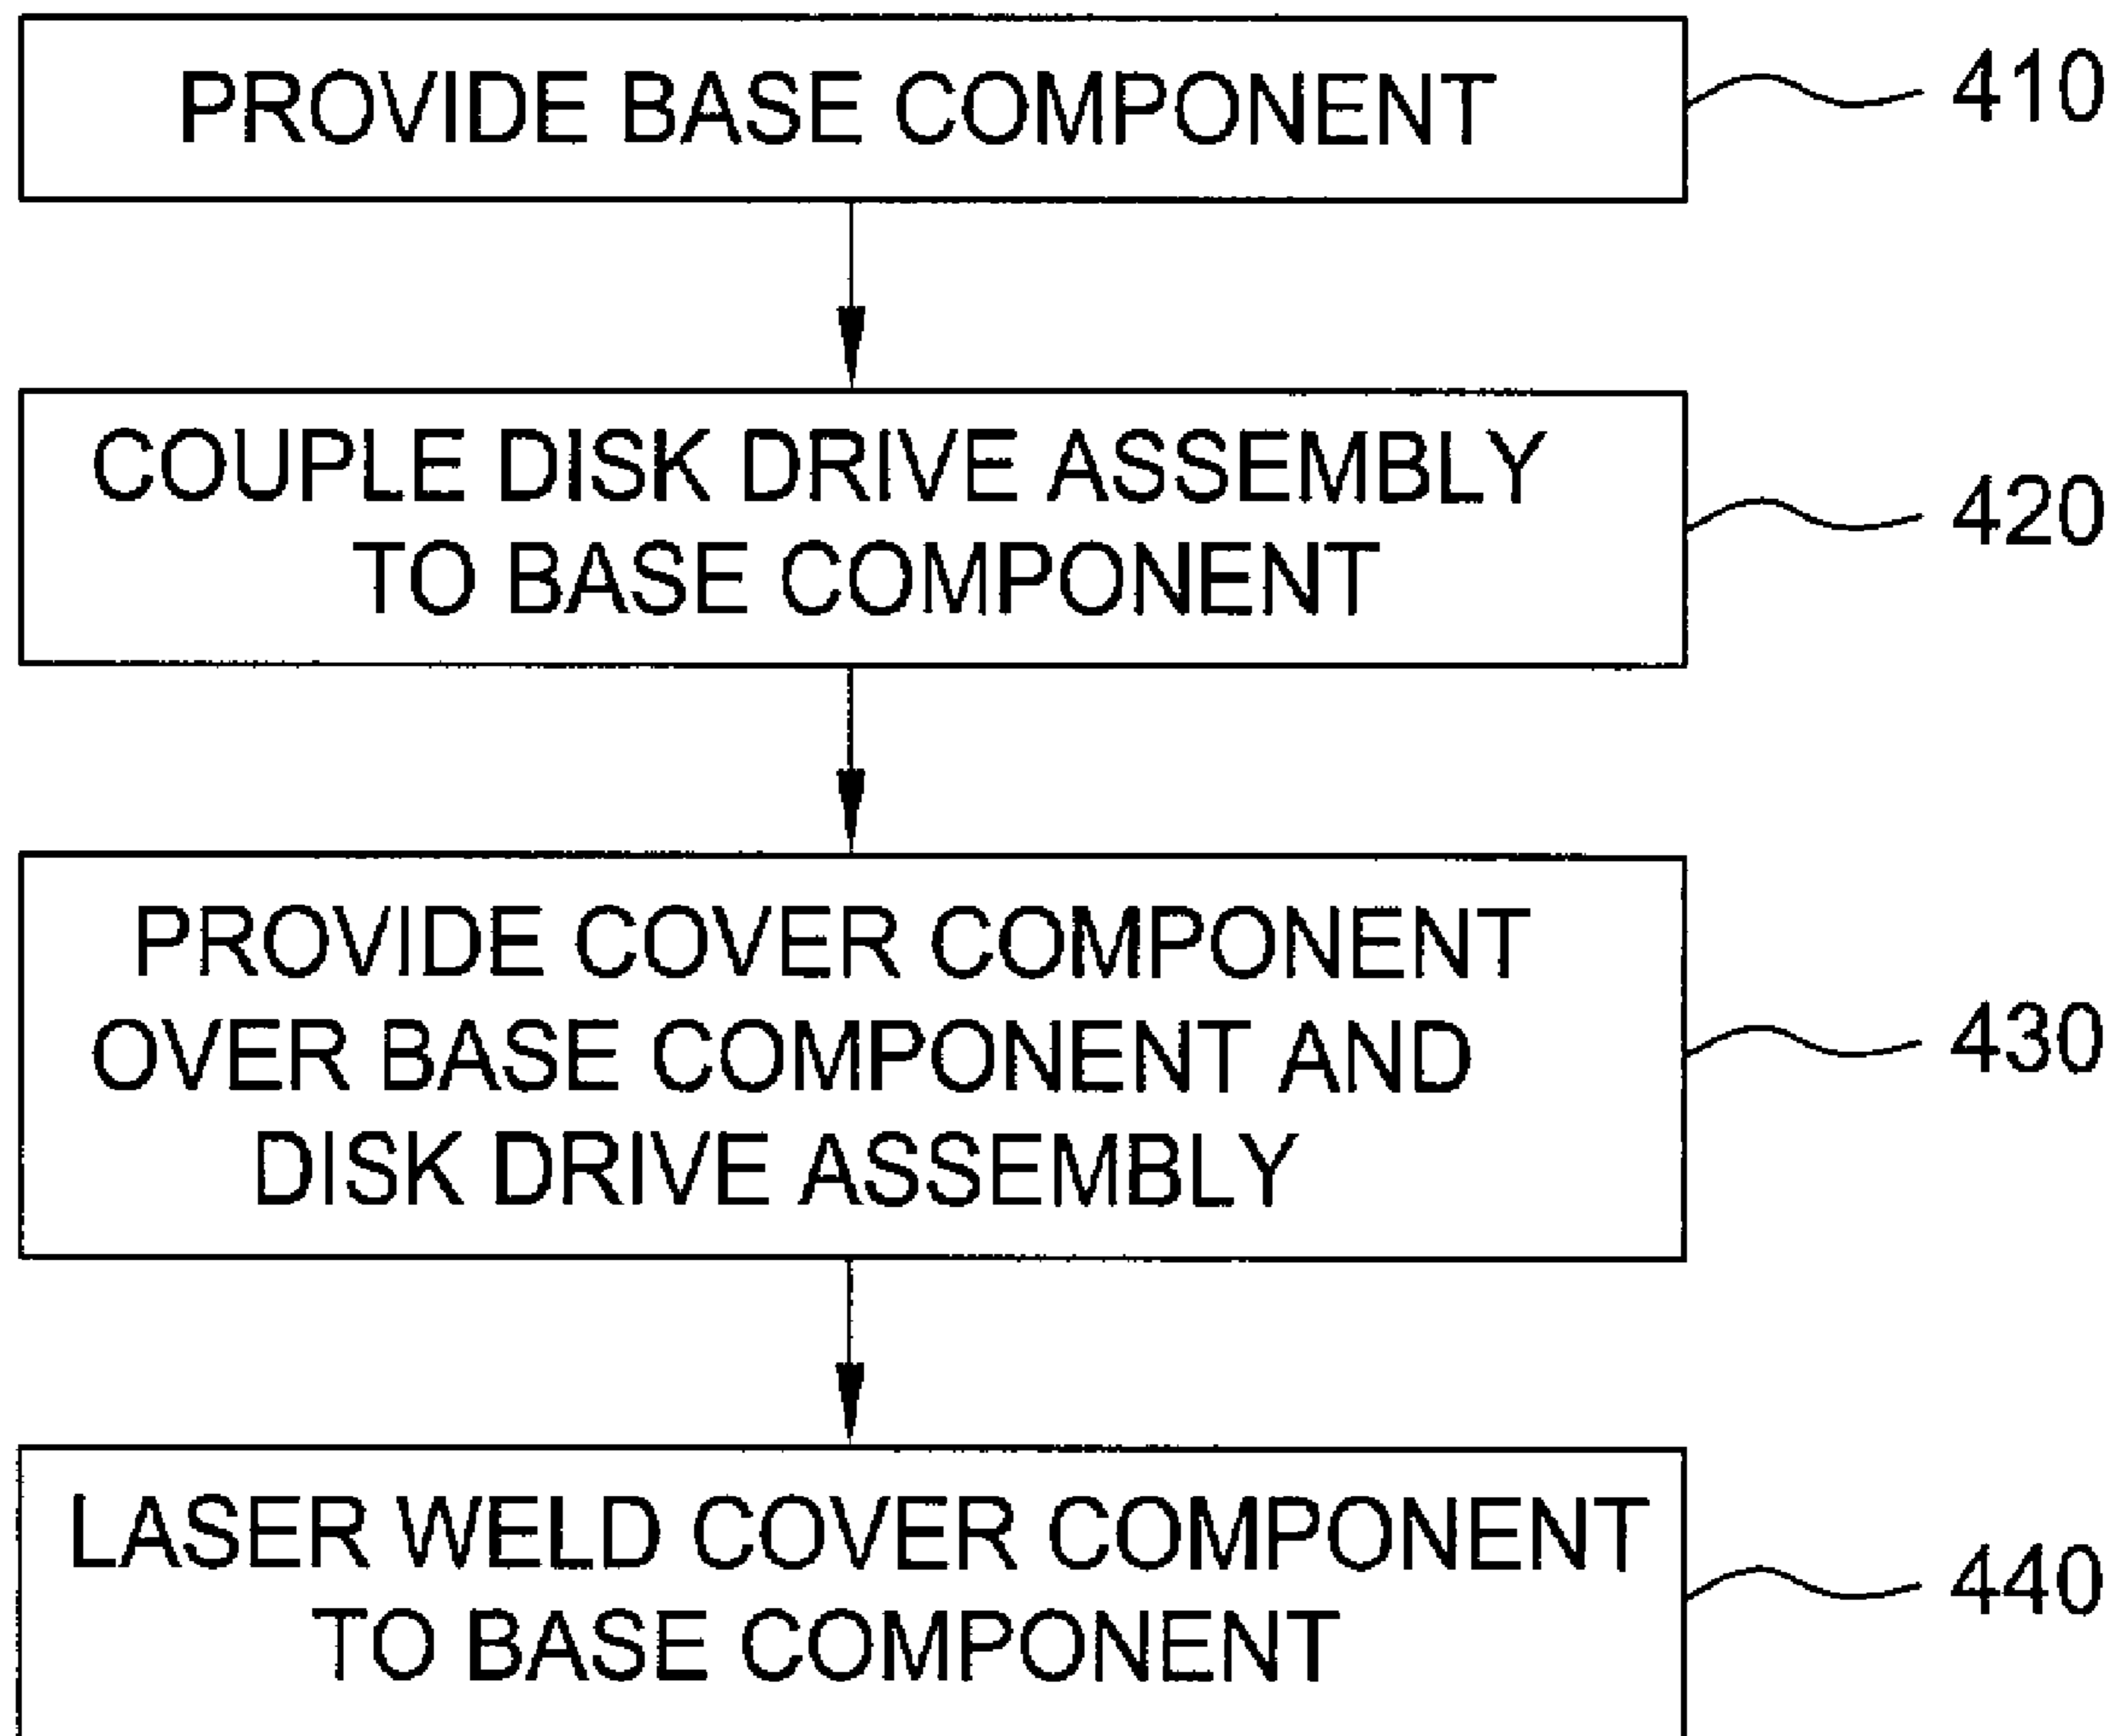 PROVIDE BASE COMPONENT
410
COUPLE DISK DRIVE ASSEMBLY
TO BASE COMPONENT
420
PROVIDE COVER COMPONENT
OVER BASE COMPONENT AND
DISK DRIVE ASSEMBLY
430
LASER WELD COVER COMPONENT
TO BASE COMPONENT
440